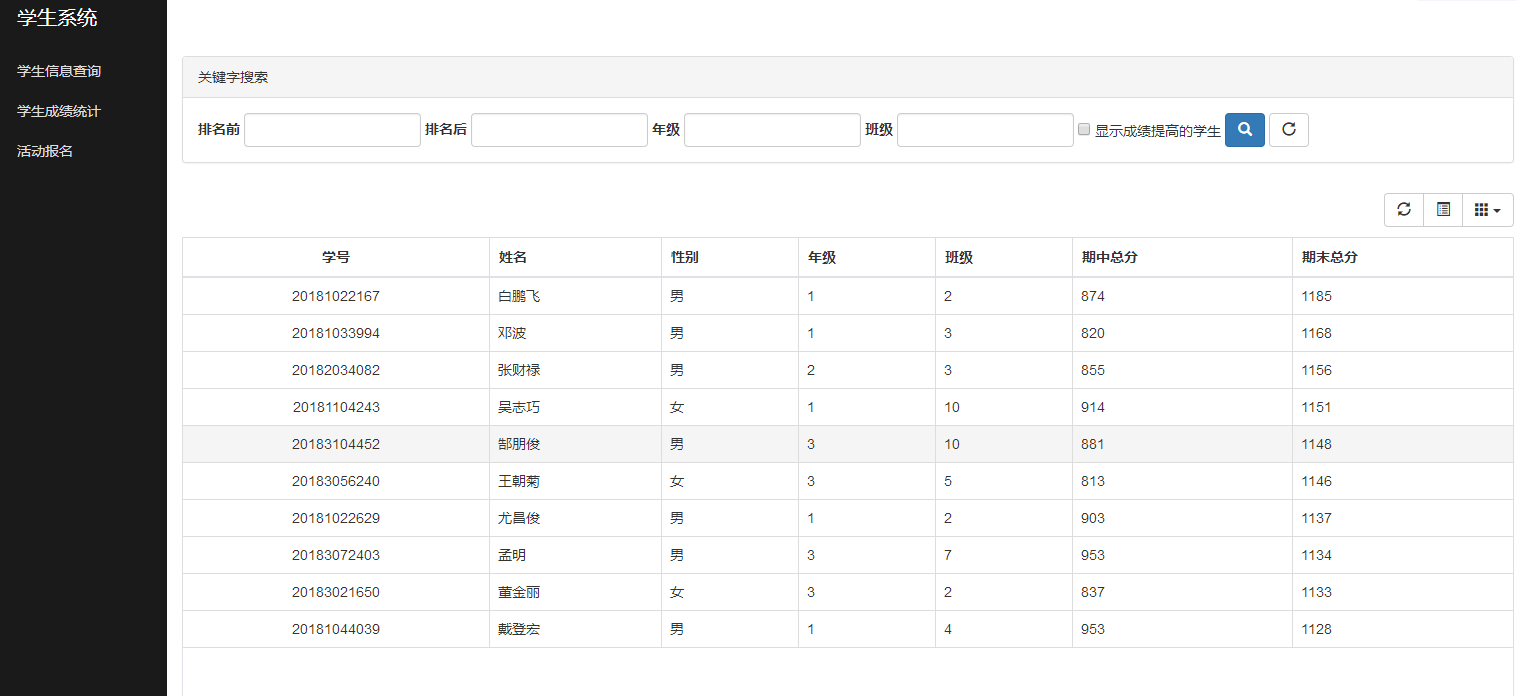 学生系统
学生信息查询
学生成绩统计
活动报名
关键字搜索
排名前 排名后 年级 班级 显示成绩提高的学生
学号 姓名 性别 年级 班级 期中总分 期末总分
20181022167 白鹏飞 男 1 2 874 1185
20181033994 邓波 男 1 3 820 1168
20182034082 张财禄 男 2 3 855 1156
20181104243 吴志巧 女 1 10 914 1151
20183104452 郜朋俊 男 3 10 881 1148
20183056240 王朝菊 女 3 5 813 1146
20181022629 尤昌俊 男 1 2 903 1137
20183072403 孟明 男 3 7 953 1134
20183021650 董金丽 女 3 2 837 1133
20181044039 戴登宏 男 1 4 953 1128